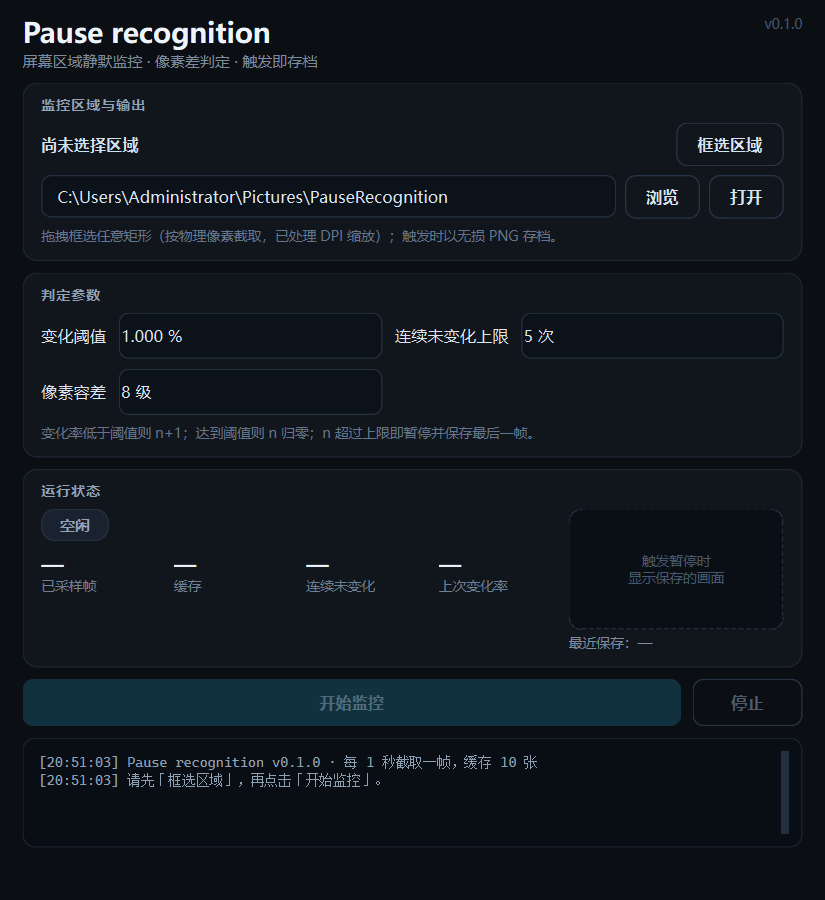 Pause recognition
v0.1.0
屏幕区域静默监控 · 像素差判定 · 触发即存档
监控区域与输出
尚未选择区域
框选区域
C:\Users\Administrator\Pictures\PauseRecognition
浏览
打开
拖拽框选任意矩形（按物理像素截取，已处理 DPI 缩放）；触发时以无损 PNG 存档。
判定参数
变化阈值
1.000 %
连续未变化上限
5 次
像素容差
8 级
变化率低于阈值则 n+1；达到阈值则 n 归零；n 超过上限即暂停并保存最后一帧。
运行状态
空闲
—
已采样帧
—
缓存
—
连续未变化
—
上次变化率
触发暂停时
显示保存的画面
最近保存：—
开始监控
停止
[20:51:03] Pause recognition v0.1.0 · 每 1 秒截取一帧，缓存 10 张
[20:51:03] 请先「框选区域」，再点击「开始监控」。